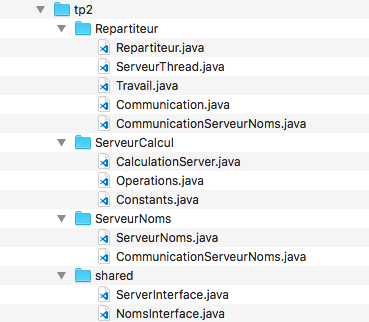 tp2
Repartiteur
Repartiteur.java
ServeurThread.java
Travail.java
Communication.java
CommunicationServeurNoms.java
ServeurCalcul
CalculationServer.java
Operations.java
Constants.java
ServeurNoms
ServeurNoms.java
CommunicationServeurNoms.java
shared
ServerInterface.java
NomsInterface.java